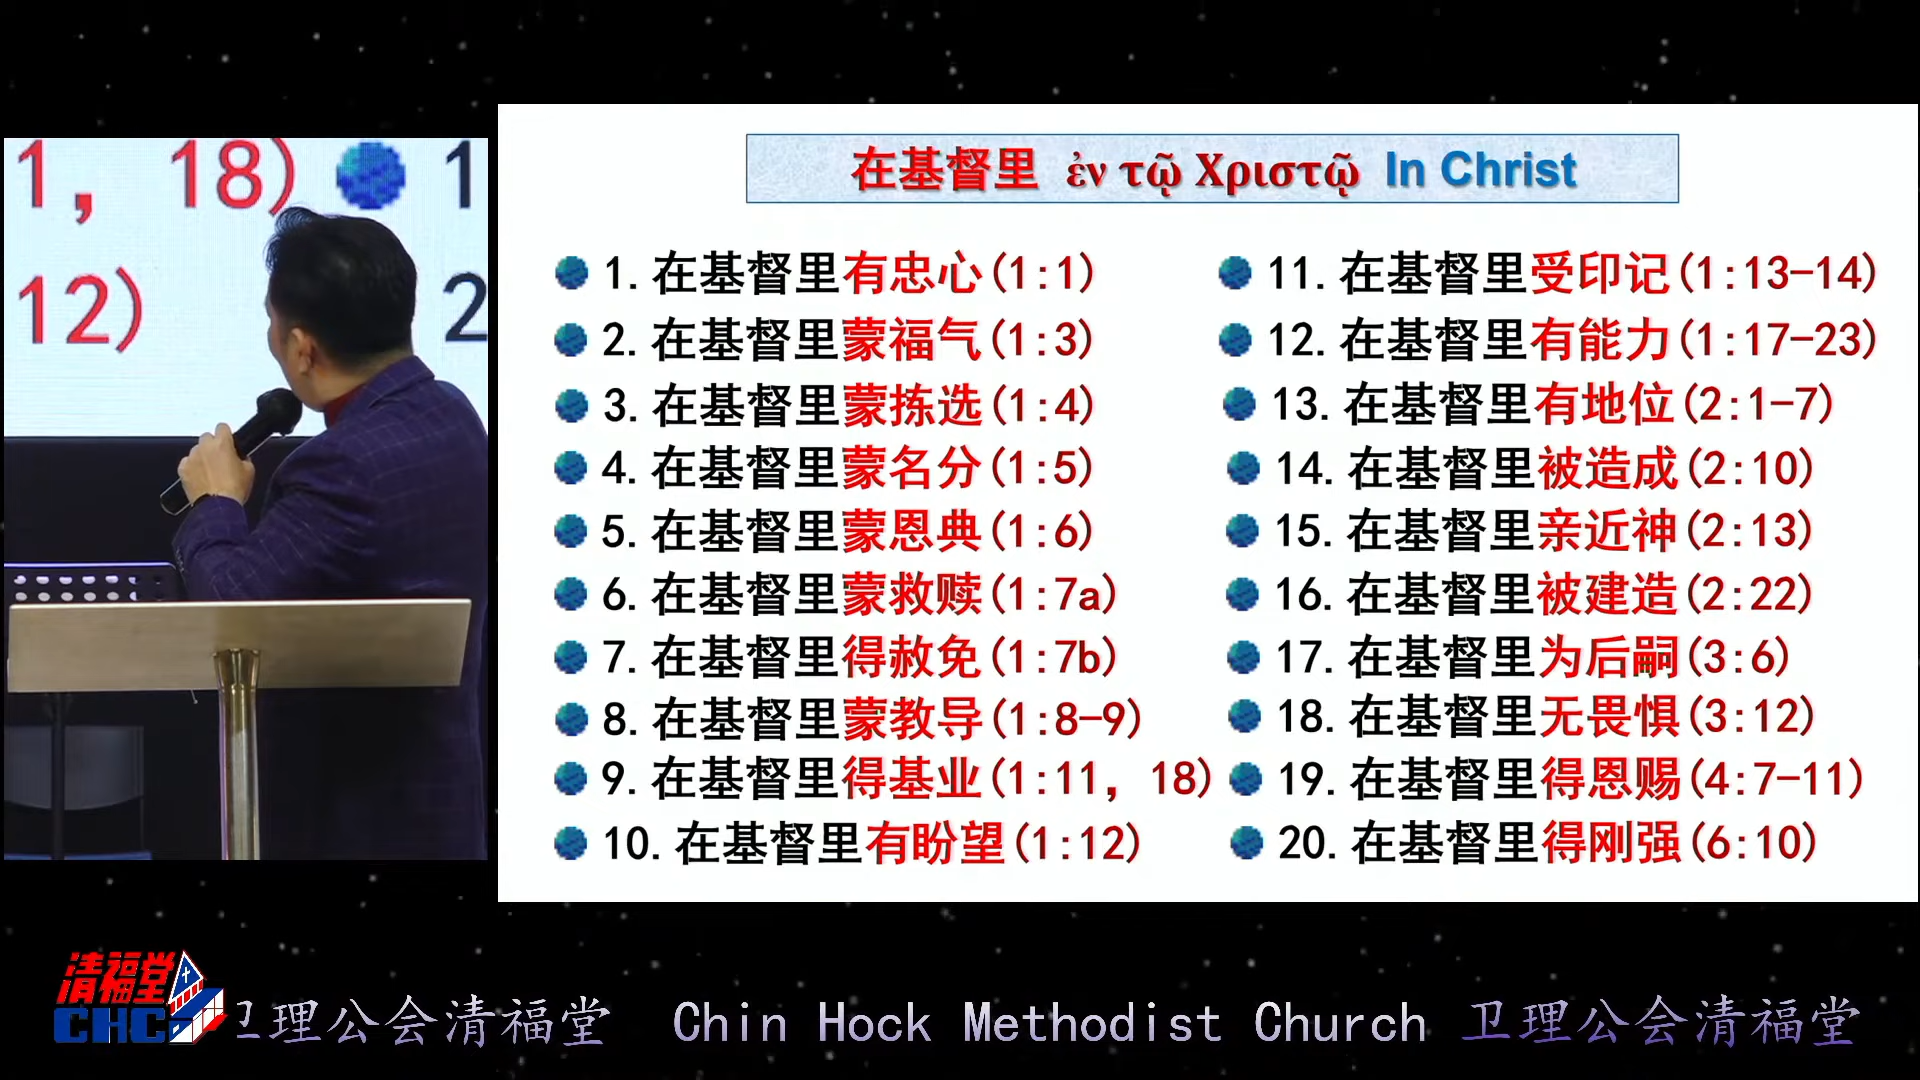 1, 18) 1
12) 2
在基督里 ἐν τῷ Χριστῷ In Christ
1. 在基督里有忠心(1:1)
2. 在基督里蒙福气(1:3)
3. 在基督里蒙拣选(1:4)
4. 在基督里蒙名分(1:5)
5. 在基督里蒙恩典(1:6)
6. 在基督里蒙救赎(1:7a)
7. 在基督里得赦免(1:7b)
8. 在基督里蒙教导(1:8-9)
9. 在基督里得基业(1:11, 18)
10. 在基督里有盼望(1:12)
11. 在基督里受印记(1:13-14)
12. 在基督里有能力(1:17-23)
13. 在基督里有地位(2:1-7)
14. 在基督里被造成(2:10)
15. 在基督里亲近神(2:13)
16. 在基督里被建造(2:22)
17. 在基督里为后嗣(3:6)
18. 在基督里无畏惧(3:12)
19. 在基督里得恩赐(4:7-11)
20. 在基督里得刚强(6:10)
清福堂
CHC
卫理公会清福堂 Chin Hock Methodist Church 卫理公会清福堂